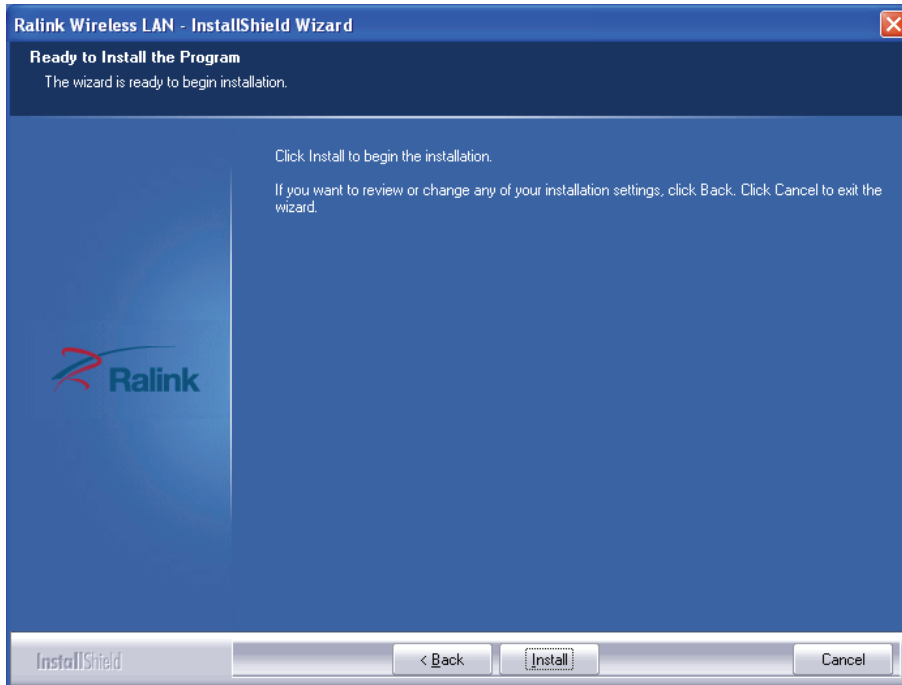 Ralink Wireless LAN - InstallShield Wizard
Ready to Install the Program
The wizard is ready to begin installation.
Click Install to begin the installation.
If you want to review or change any of your installation settings, click Back. Click Cancel to exit the
wizard.
Ralink
InstallShield
< Back
Install
Cancel